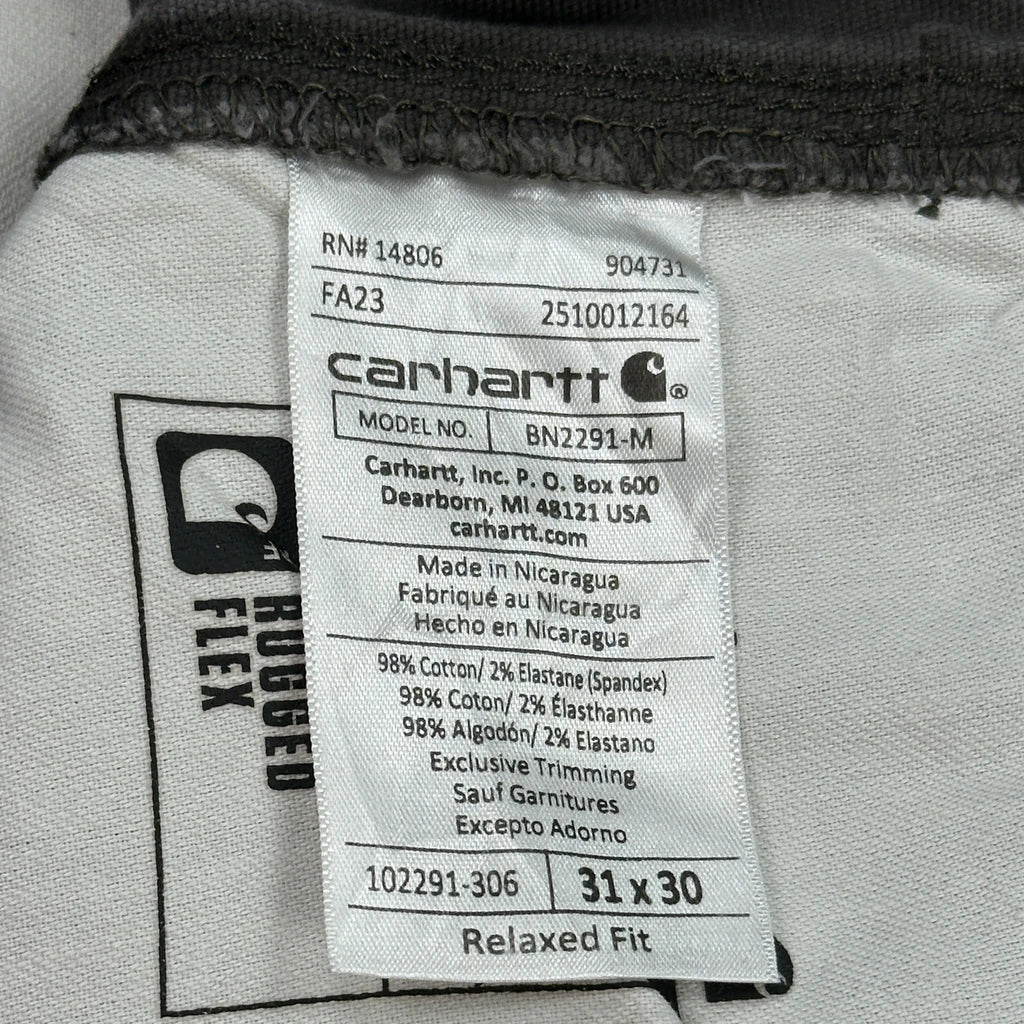 RN# 14806 904731
FA23 2510012164
carhartt ®
MODEL NO. BN2291-M
Carhartt, Inc. P. O. Box 600
Dearborn, MI 48121 USA
carhartt.com
Made in Nicaragua
Fabriqué au Nicaragua
Hecho en Nicaragua
98% Cotton/ 2% Elastane (Spandex)
98% Coton/ 2% Élasthanne
98% Algodón/ 2% Elastano
Exclusive Trimming
Sauf Garnitures
Excepto Adorno
102291-306 31 x 30
Relaxed Fit
RUGGED
FLEX